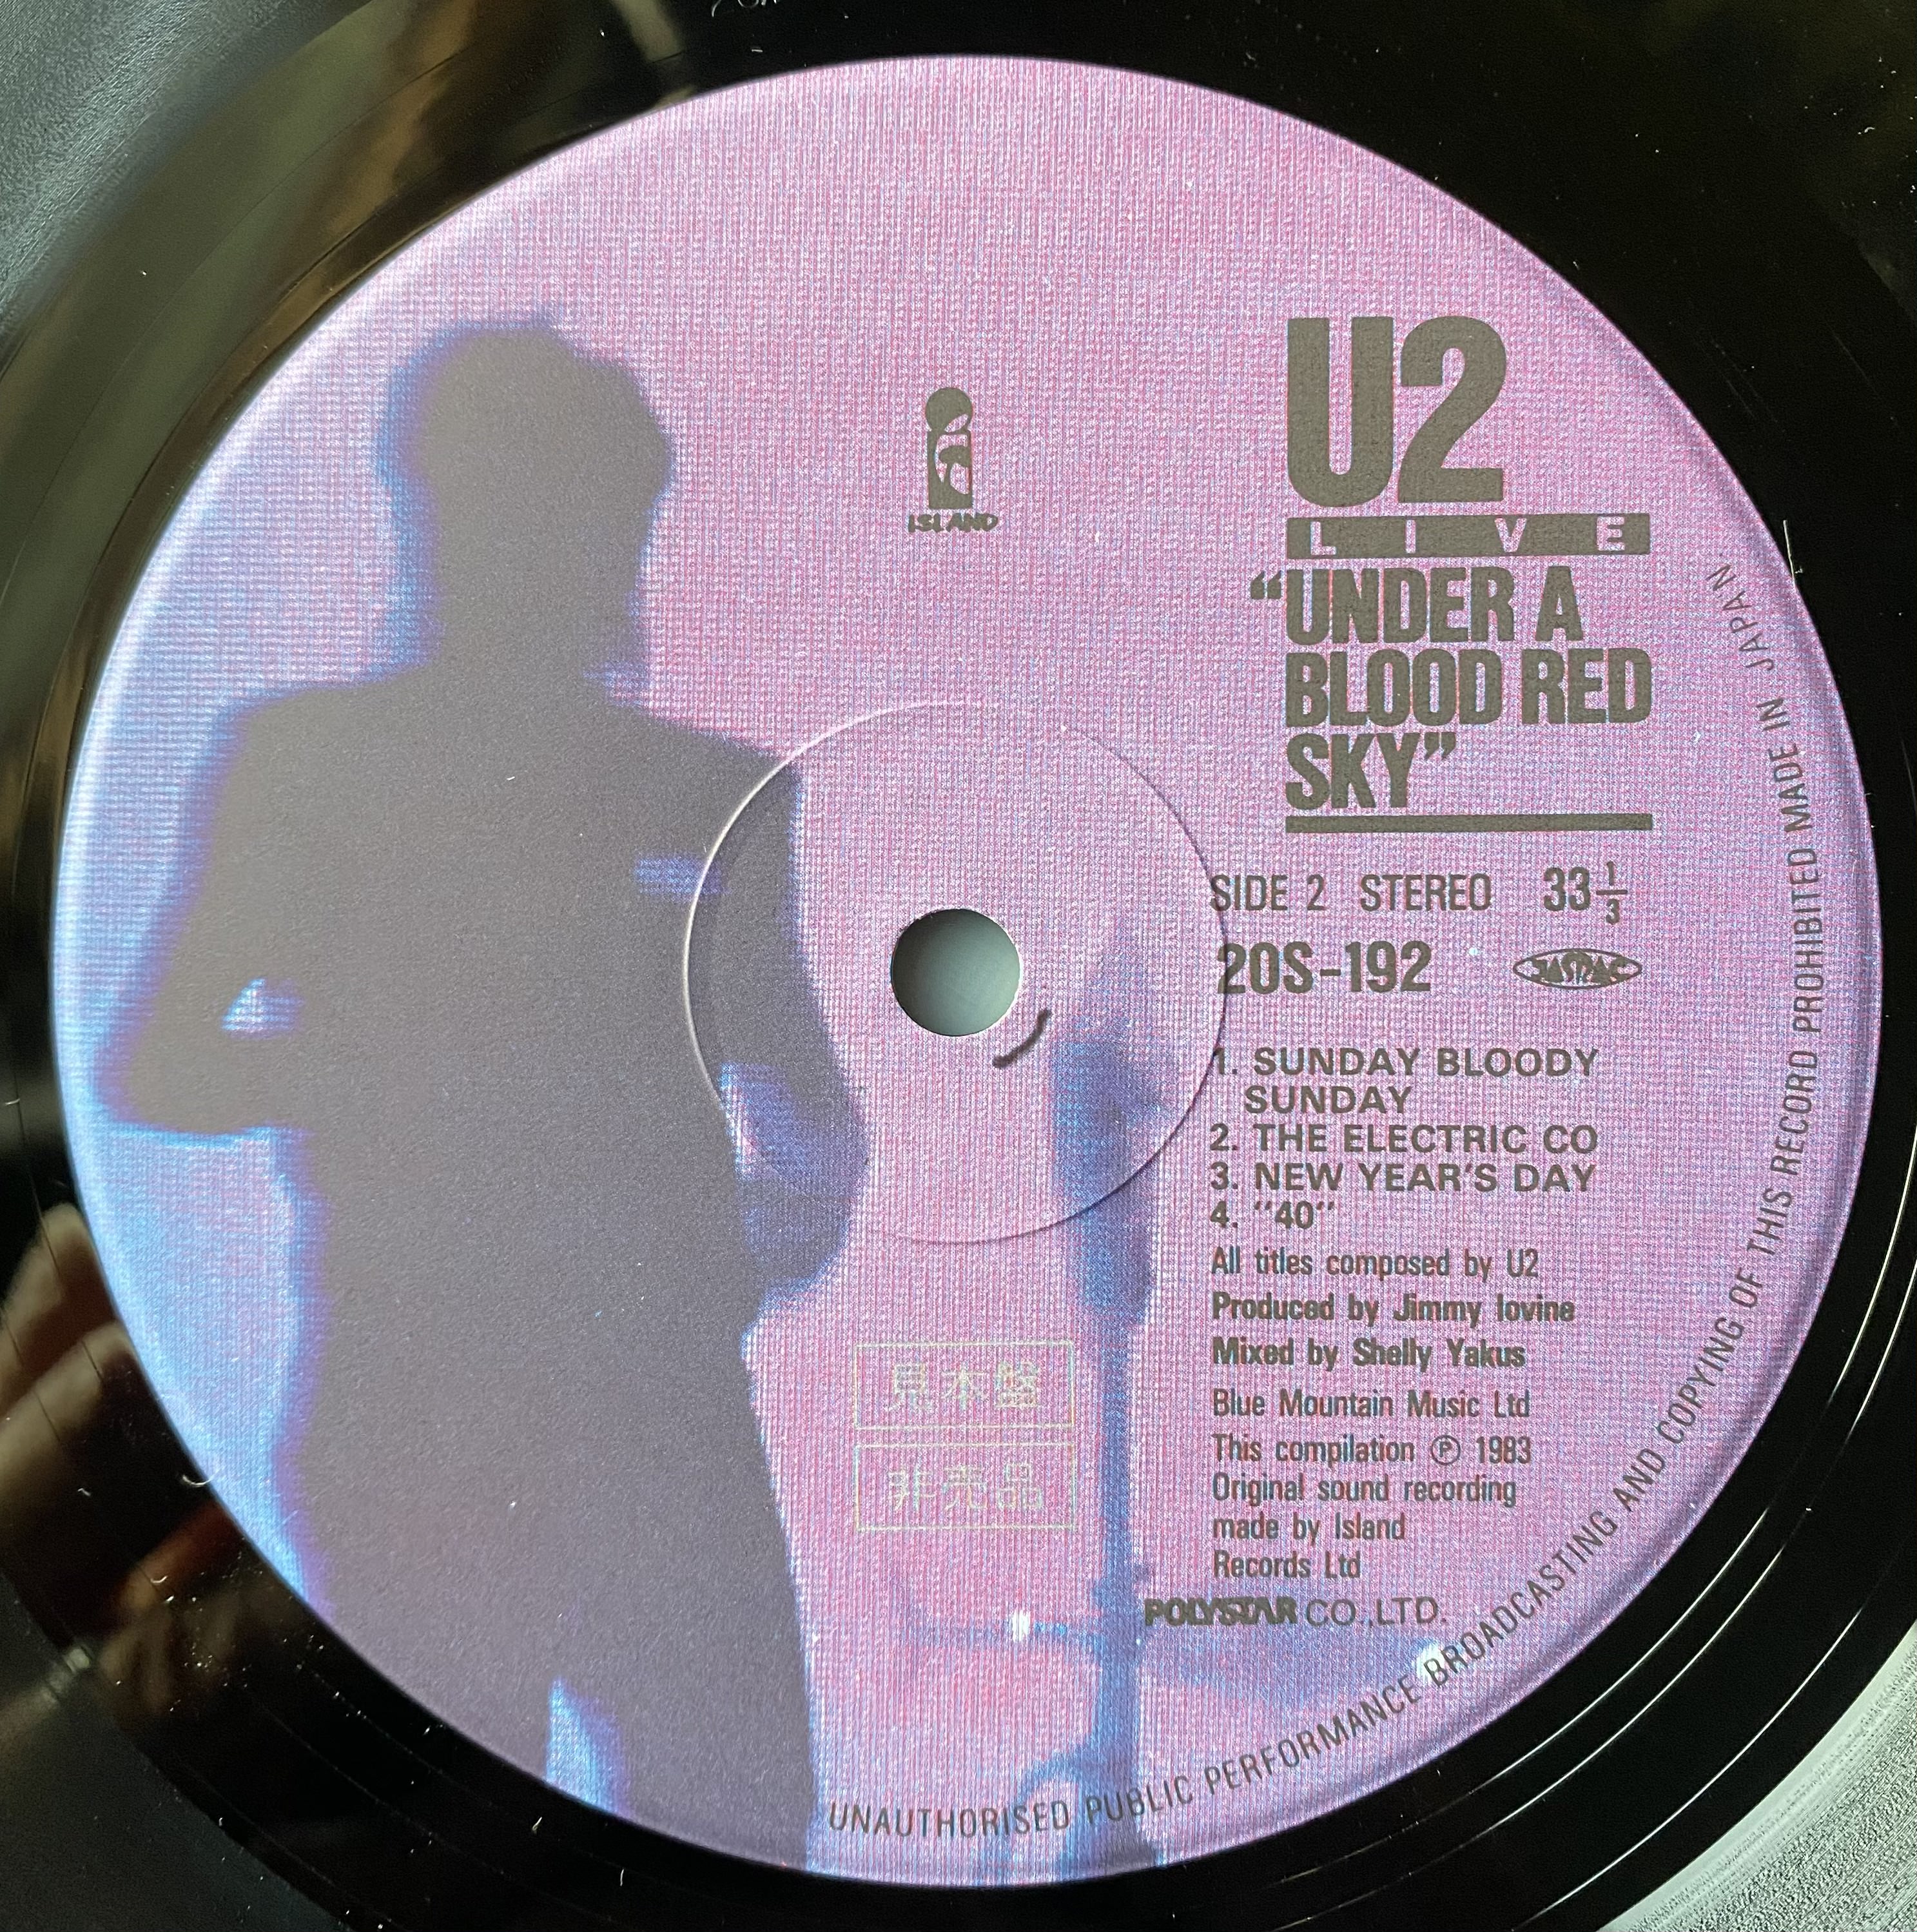 ISLAND
U2
LIVE
“UNDER A
BLOOD RED
SKY”
SIDE 2 STEREO 33 1/3
20S-192 JASRAC
1. SUNDAY BLOODY
SUNDAY
2. THE ELECTRIC CO
3. NEW YEAR'S DAY
4. "40"
All titles composed by U2
Produced by Jimmy Iovine
Mixed by Shelly Yakus
Blue Mountain Music Ltd
This compilation ℗ 1983
Original sound recording
made by Island
Records Ltd
POLYSTAR CO.,LTD.
見本盤
非売品
UNAUTHORISED PUBLIC PERFORMANCE BROADCASTING AND COPYING OF THIS RECORD PROHIBITED MADE IN JAPAN.